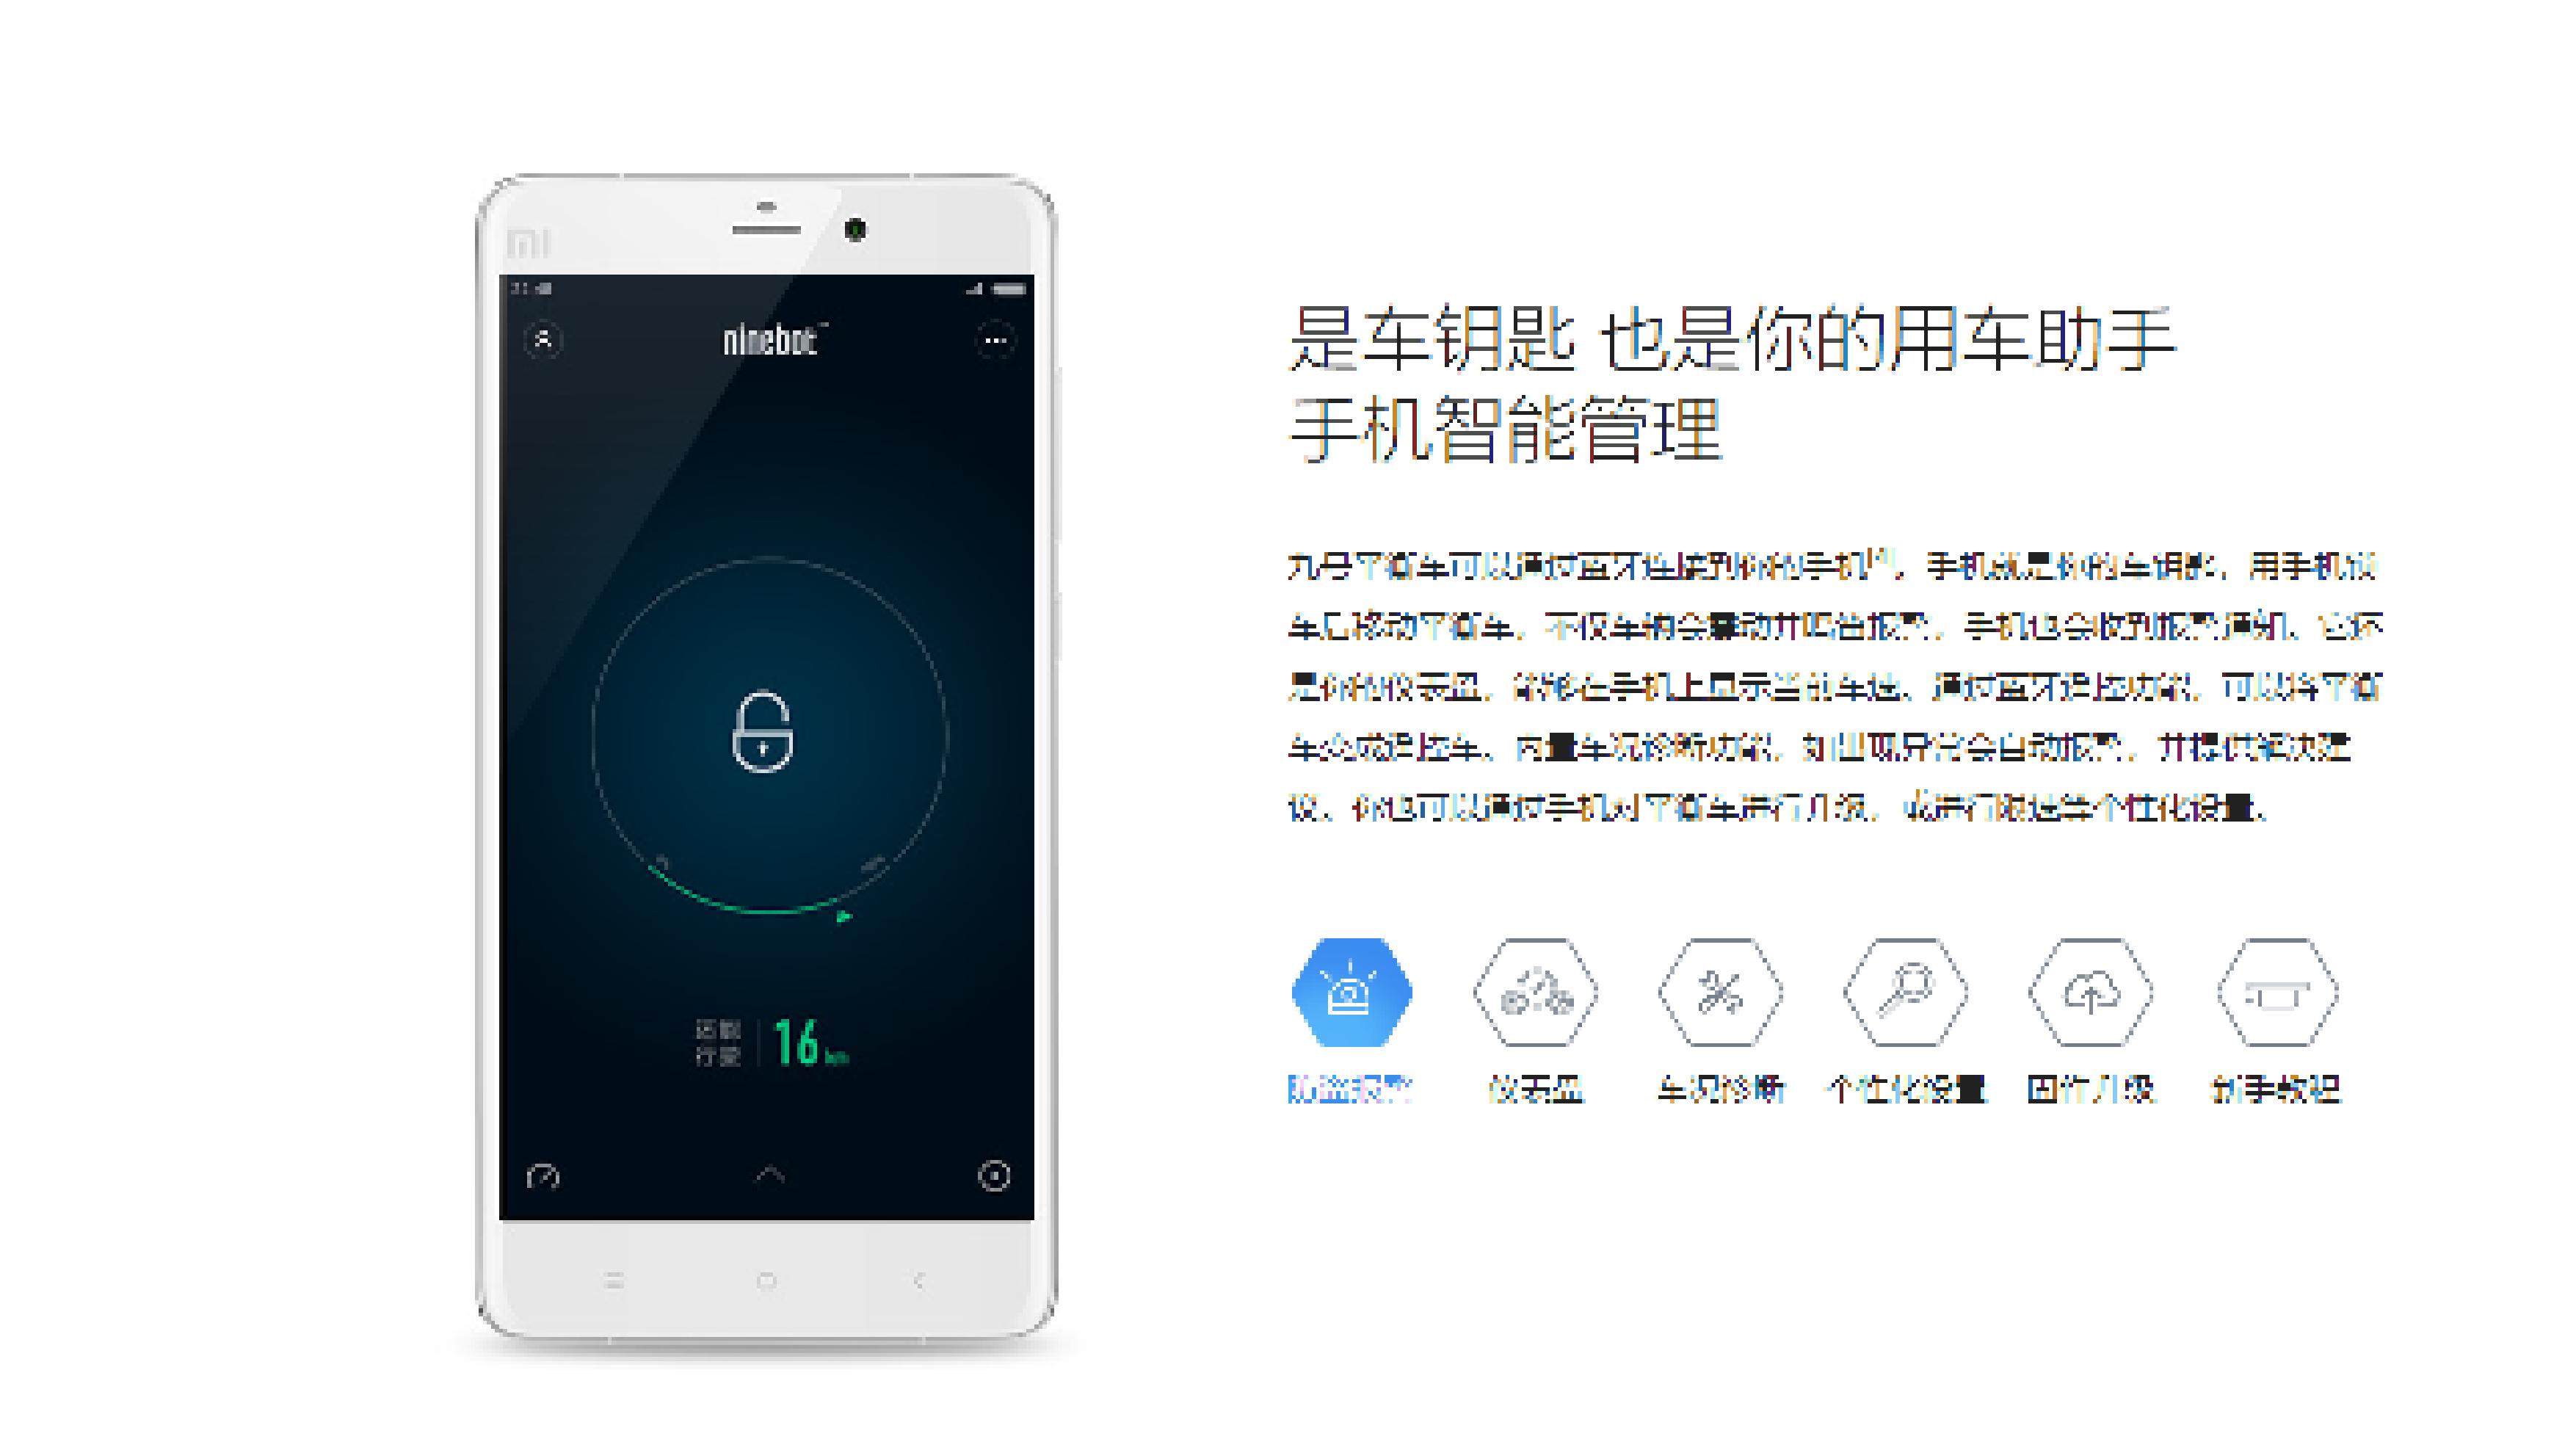 mi
ninebot™
还剩
行驶
16 km
是车钥匙 也是你的用车助手
手机智能管理
九号平衡车可以通过蓝牙连接到你的手机，手机就是你的车钥匙，用手机锁
车后移动平衡车，不仅车辆会震动并鸣笛报警，手机也会收到报警通知。它还
是你的仪表盘，能够在手机上显示当前车速。通过蓝牙遥控功能，可以将平衡
车变成遥控车。内置车况诊断功能，如出现异常会自动报警，并提供解决建
议。你也可以通过手机对平衡车进行升级，或进行限速等个性化设置。
防盗报警
仪表盘
车况诊断
个性化设置
固件升级
新手教程